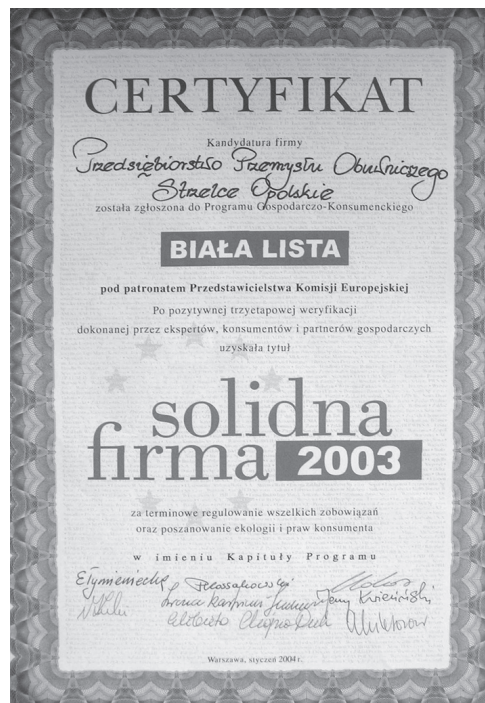 CERTYFIKAT
Kandydatura firmy
Przedsiębiorstwo Przemysłu Obuwniczego
Strzelce Opolskie
została zgłoszona do Programu Gospodarczo-Konsumenckiego
BIAŁA LISTA
pod patronatem Przedstawicielstwa Komisji Europejskiej
Po pozytywnej trzyetapowej weryfikacji
dokonanej przez ekspertów, konsumentów i partnerów gospodarczych
uzyskała tytuł
solidna
firma 2003
za terminowe regulowanie wszelkich zobowiązań
oraz poszanowanie ekologii i praw konsumenta
w imieniu Kapituły Programu
Warszawa, styczeń 2004 r.